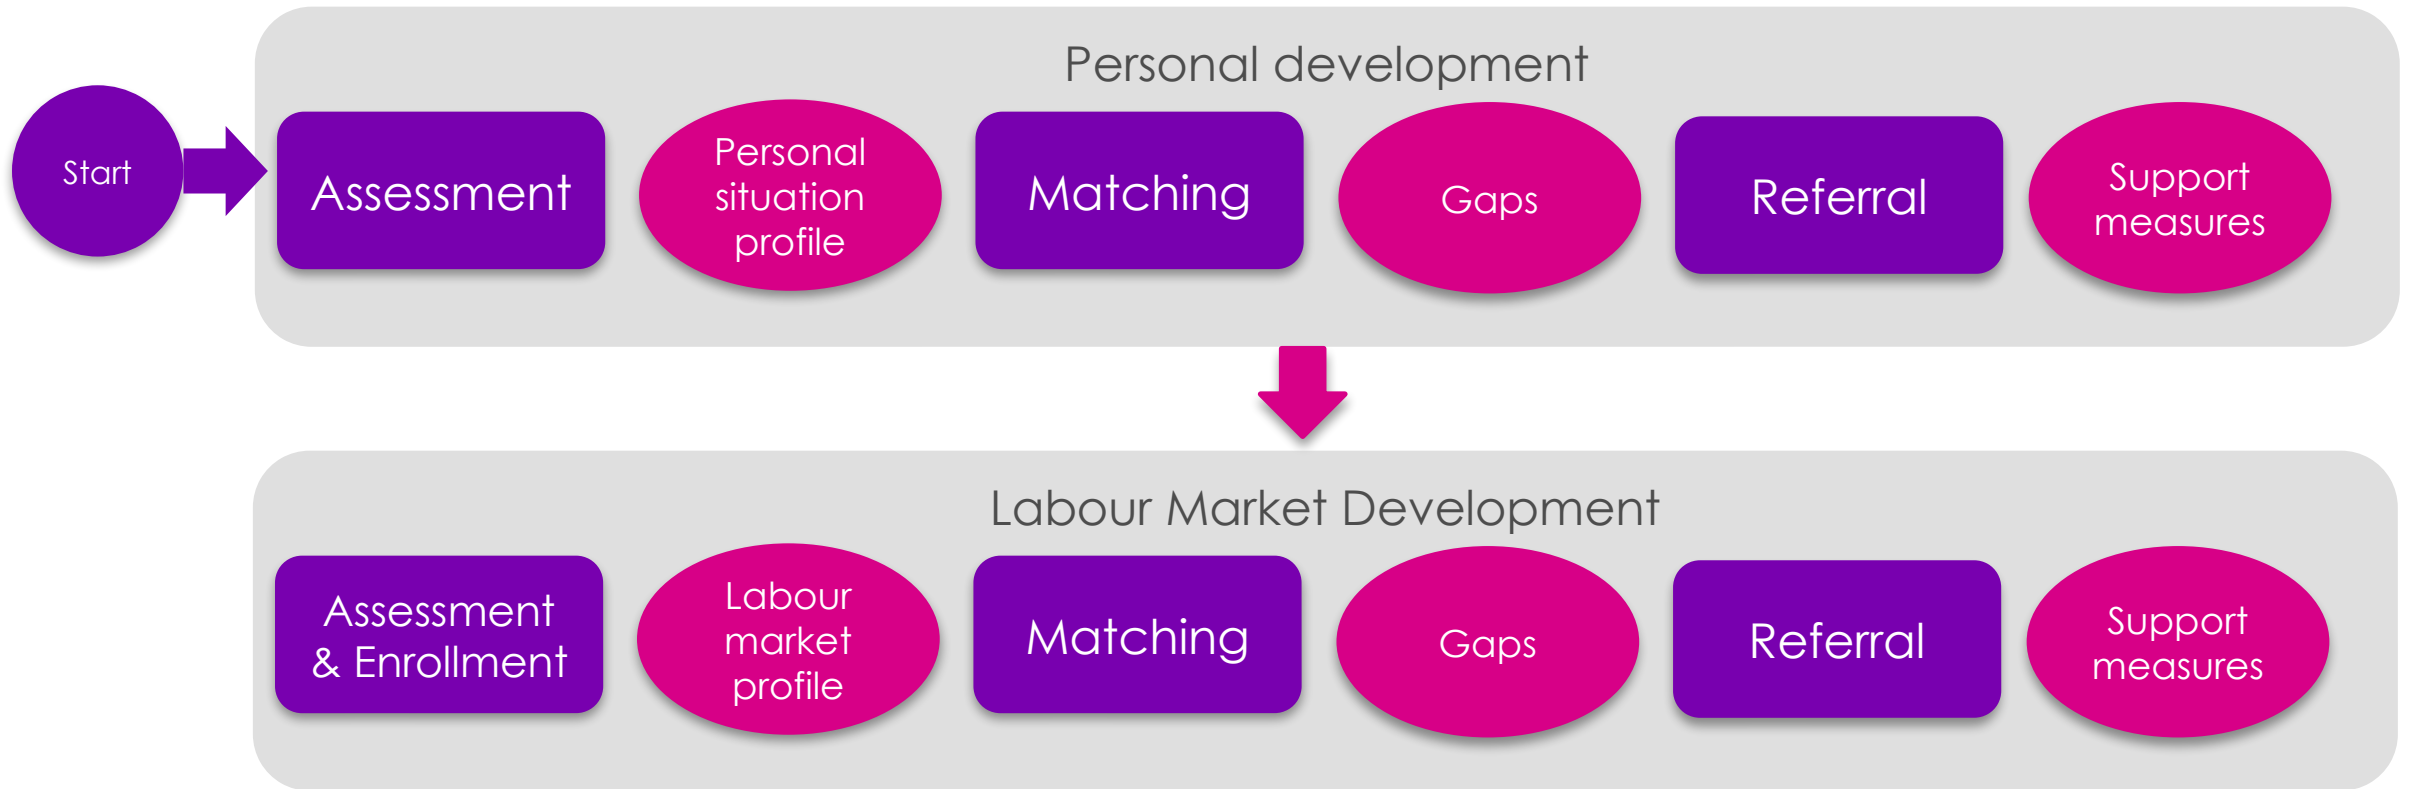 Personal development
Start
Assessment
Personal
situation
profile
Matching
Gaps
Referral
Support
measures
Labour Market Development
Assessment
& Enrollment
Labour
market
profile
Matching
Gaps
Referral
Support
measures